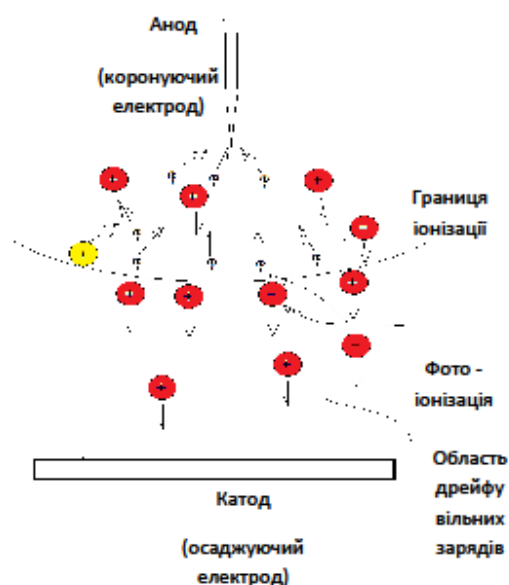 Анод
(коронуючий
електрод)
Границя
іонізації
Фото -
іонізація
Область
дрейфу
вільних
зарядів
Катод
(осаджуючий
електрод)